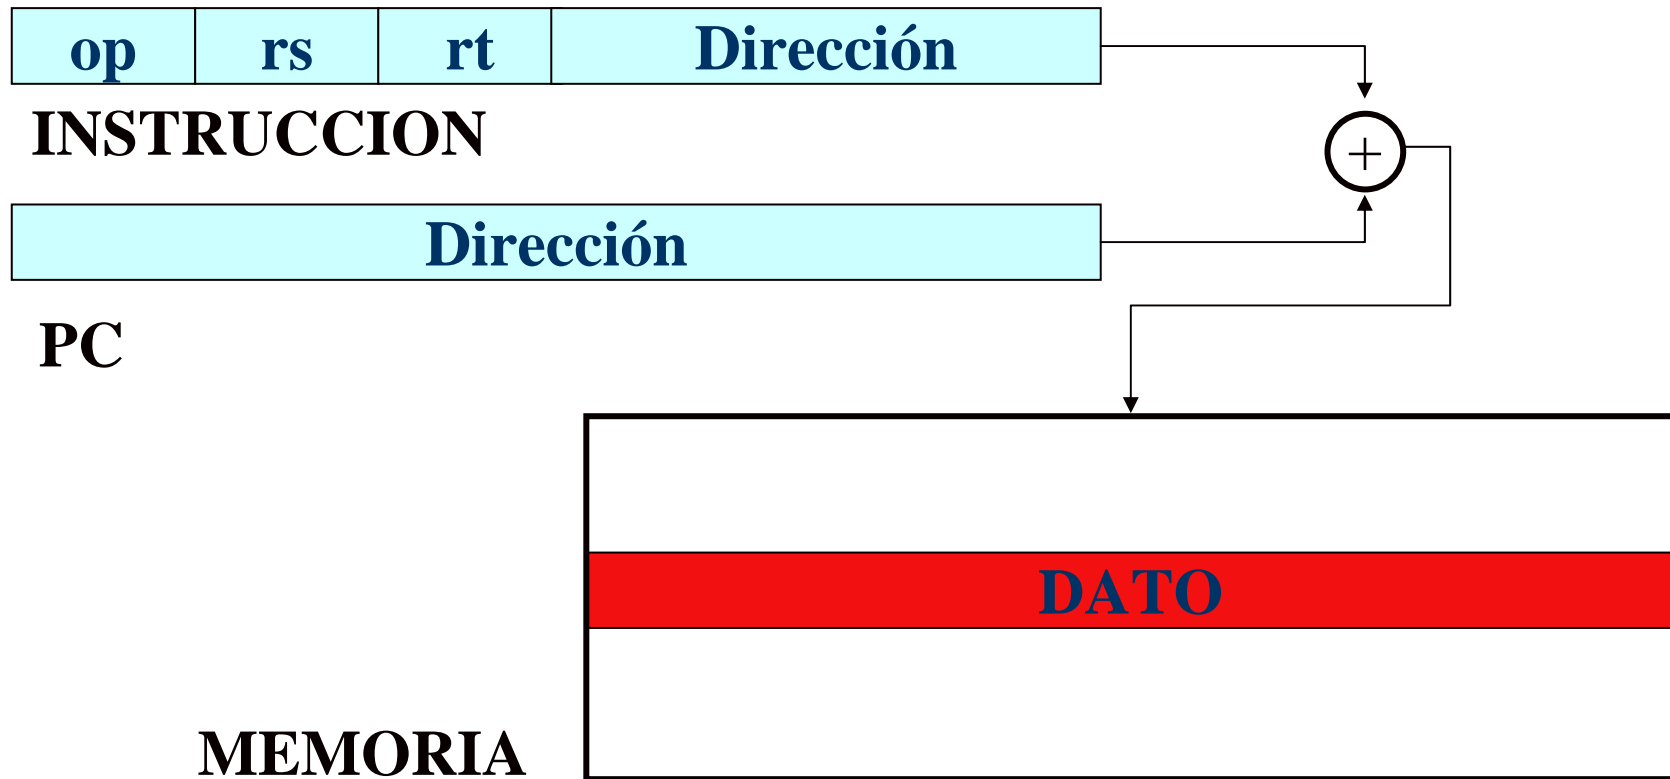 op rs rt Dirección
INSTRUCCION
+
Dirección
PC
DATO
MEMORIA